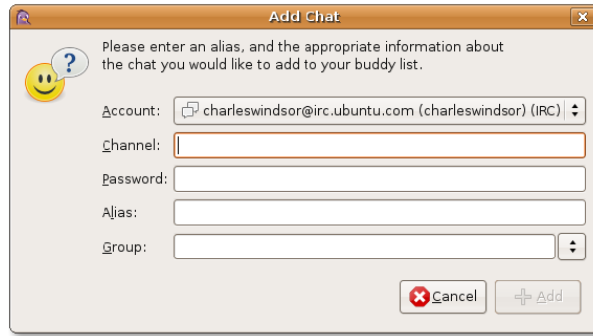 Add Chat
Please enter an alias, and the appropriate information about
the chat you would like to add to your buddy list.
Account: charleswindsor@irc.ubuntu.com (charleswindsor) (IRC)
Channel:
Password:
Alias:
Group:
Cancel Add